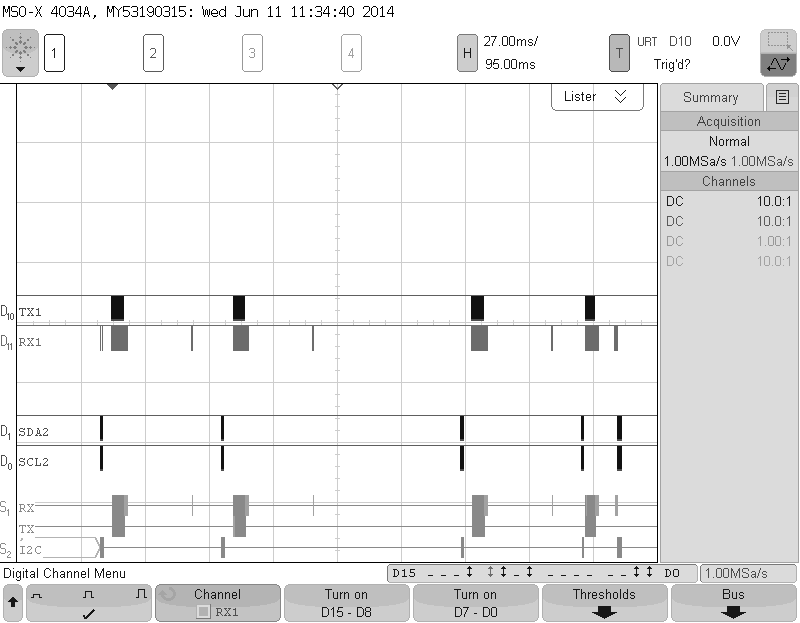 MSO-X 4034A, MY53190315: Wed Jun 11 11:34:40 2014
1 2 3 4 H 27.00ms/ 95.00ms T URT D10 0.0V Trig'd?
Lister
Summary
Acquisition
Normal
1.00MSa/s 1.00MSa/s
Channels
DC 10.0:1
DC 10.0:1
DC 1.00:1
DC 10.0:1
D10 TX1
D11 RX1
D1 SDA2
D0 SCL2
S1 RX
TX
S2 I2C
Digital Channel Menu
D15 D0 1.00MSa/s
Channel
RX1
Turn on
D15 - D8
Turn on
D7 - D0
Thresholds
Bus